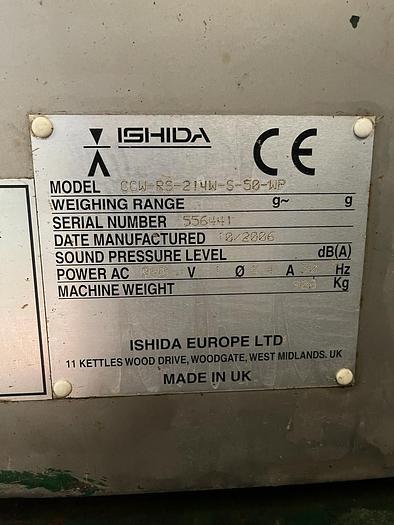 ISHIDA CE
MODEL CCW-RS-214W-S-50-WP
WEIGHING RANGE g~ g
SERIAL NUMBER 556441
DATE MANUFACTURED 10/2006
SOUND PRESSURE LEVEL dB(A)
POWER AC V 1 Ø A Hz
MACHINE WEIGHT Kg
ISHIDA EUROPE LTD
11 KETTLES WOOD DRIVE, WOODGATE, WEST MIDLANDS. UK
MADE IN UK